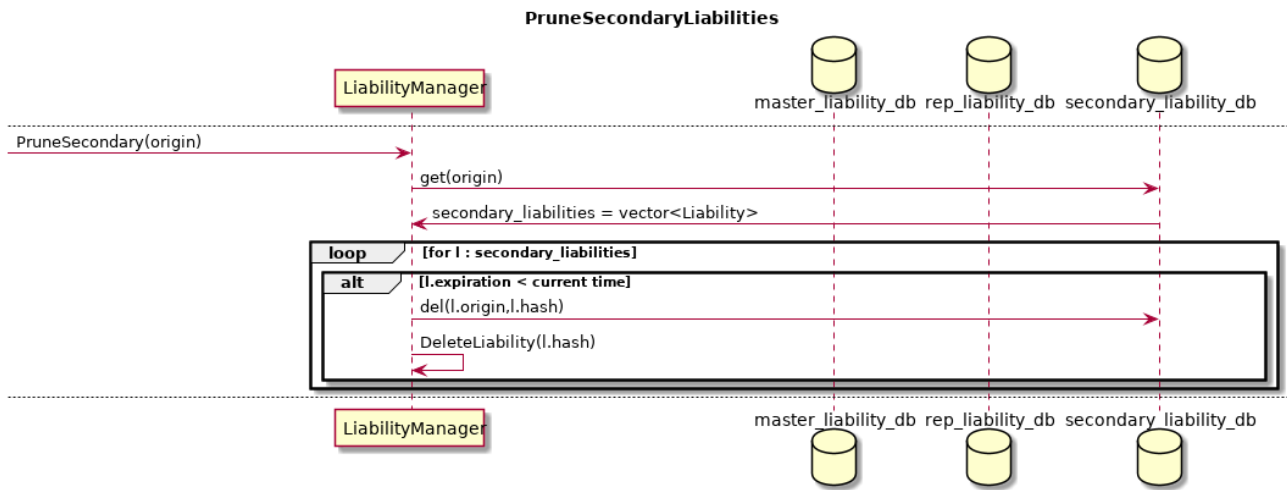 PruneSecondaryLiabilities
LiabilityManager
master_liability_db rep_liability_db secondary_liability_db
PruneSecondary(origin)
get(origin)
secondary_liabilities = vector<Liability>
loop [for l : secondary_liabilities]
alt [l.expiration < current time]
del(l.origin,l.hash)
DeleteLiability(l.hash)
LiabilityManager
master_liability_db rep_liability_db secondary_liability_db